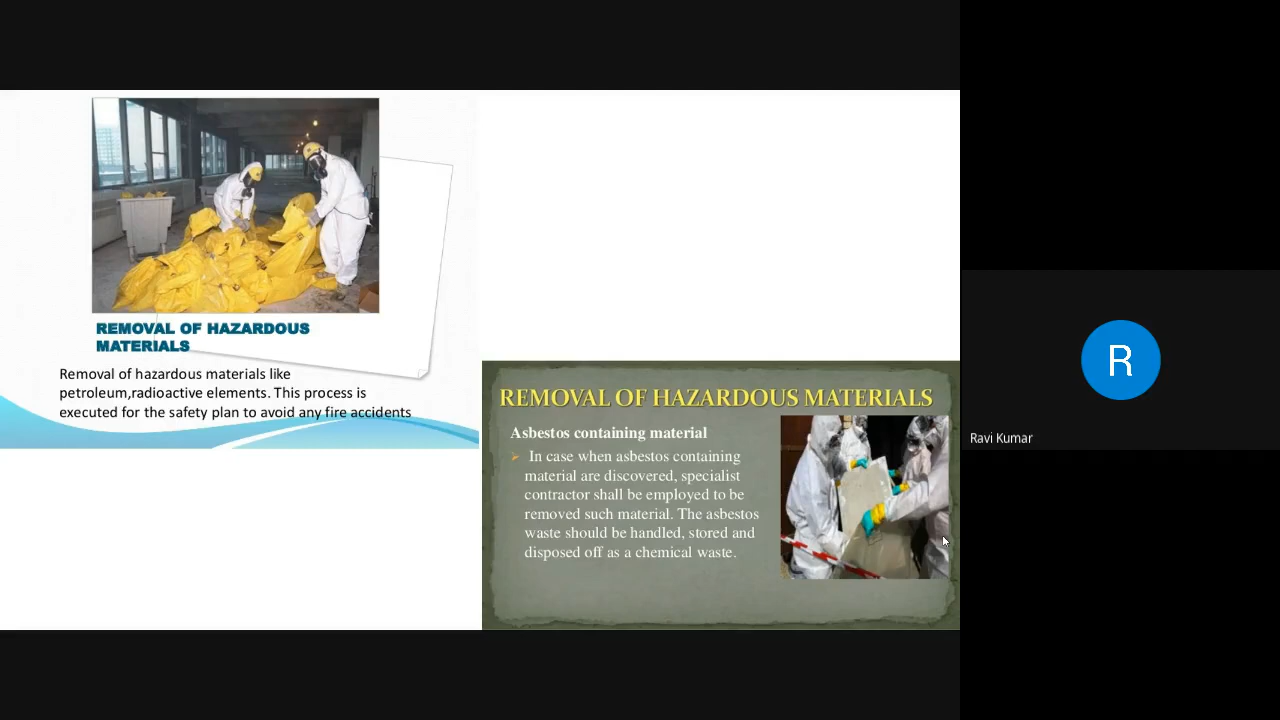 REMOVAL OF HAZARDOUS
MATERIALS
Removal of hazardous materials like
petroleum,radioactive elements. This process is
executed for the safety plan to avoid any fire accidents
REMOVAL OF HAZARDOUS MATERIALS
Asbestos containing material
In case when asbestos containing
material are discovered, specialist
contractor shall be employed to be
removed such material. The asbestos
waste should be handled, stored and
disposed off as a chemical waste.
R
Ravi Kumar